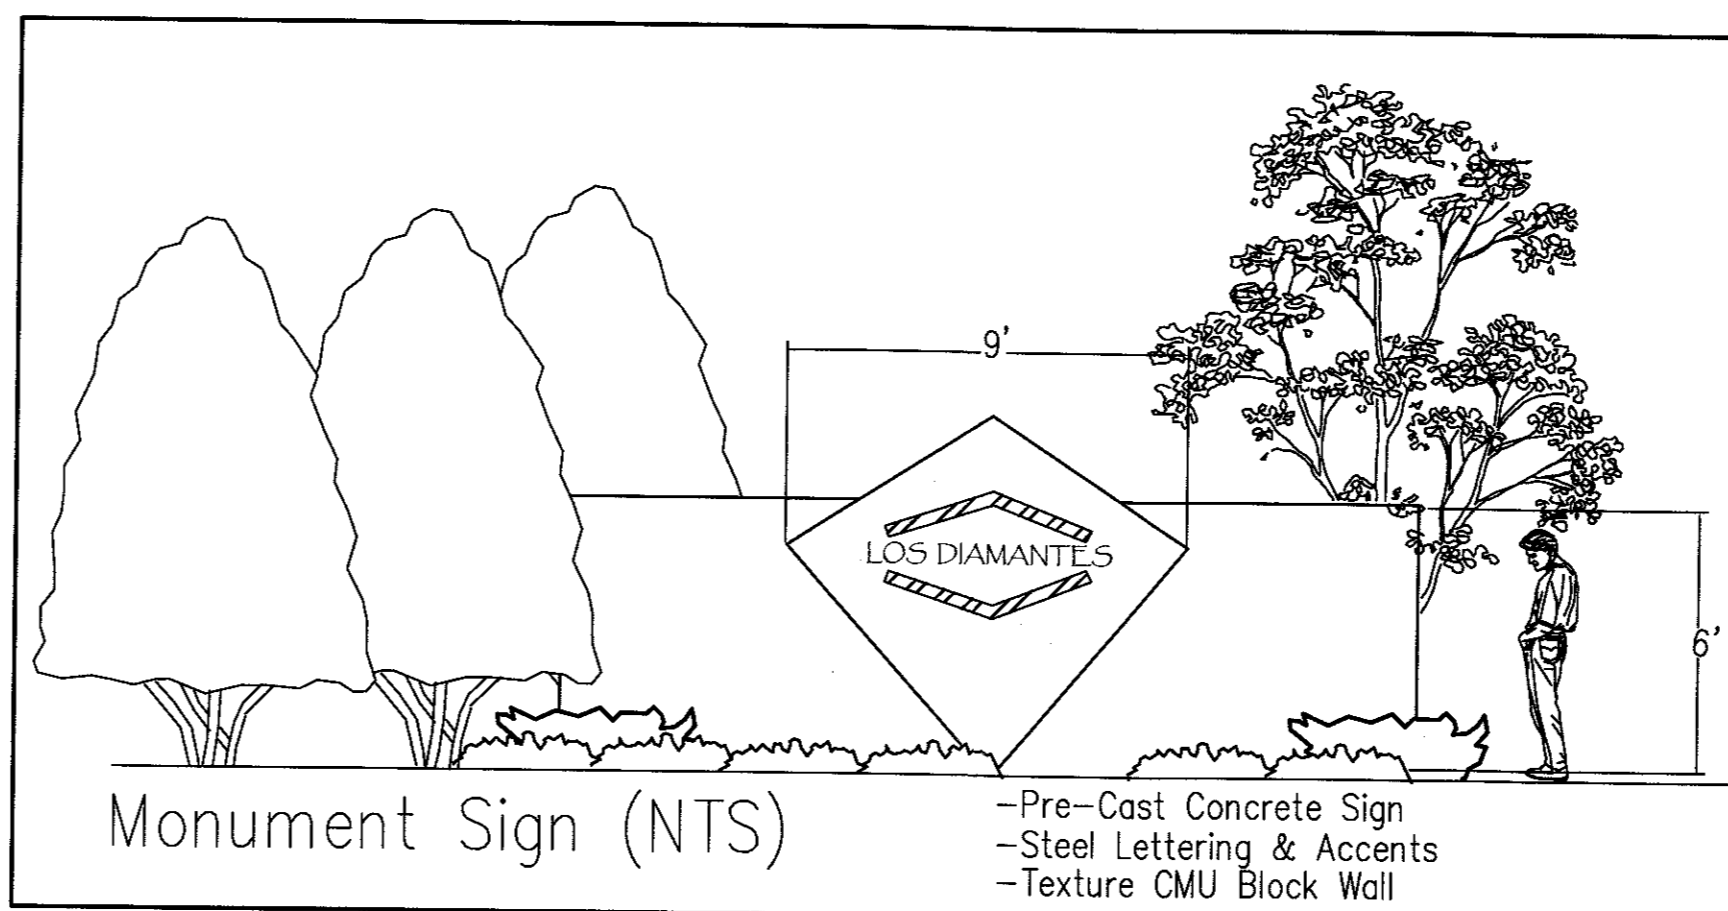 9'
LOS DIAMANTES
6'
Monument Sign (NTS)
-Pre-Cast Concrete Sign
-Steel Lettering & Accents
-Texture CMU Block Wall